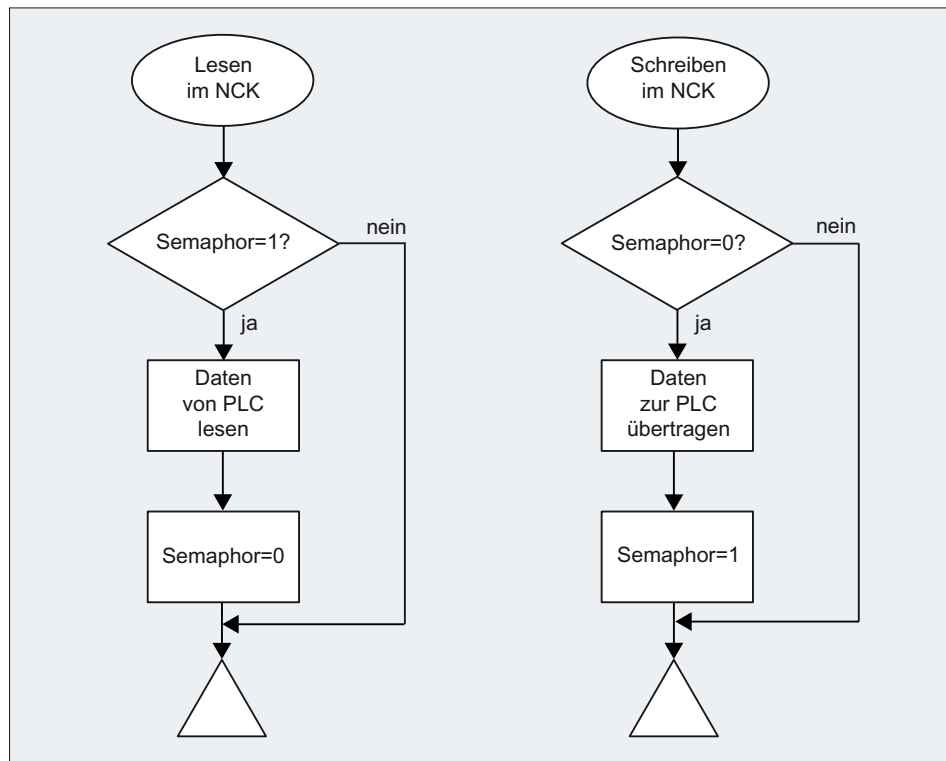 Lesen
im NCK
Semaphor=1?
nein
ja
Daten
von PLC
lesen
Semaphor=0
Schreiben
im NCK
Semaphor=0?
nein
ja
Daten
zur PLC
übertragen
Semaphor=1